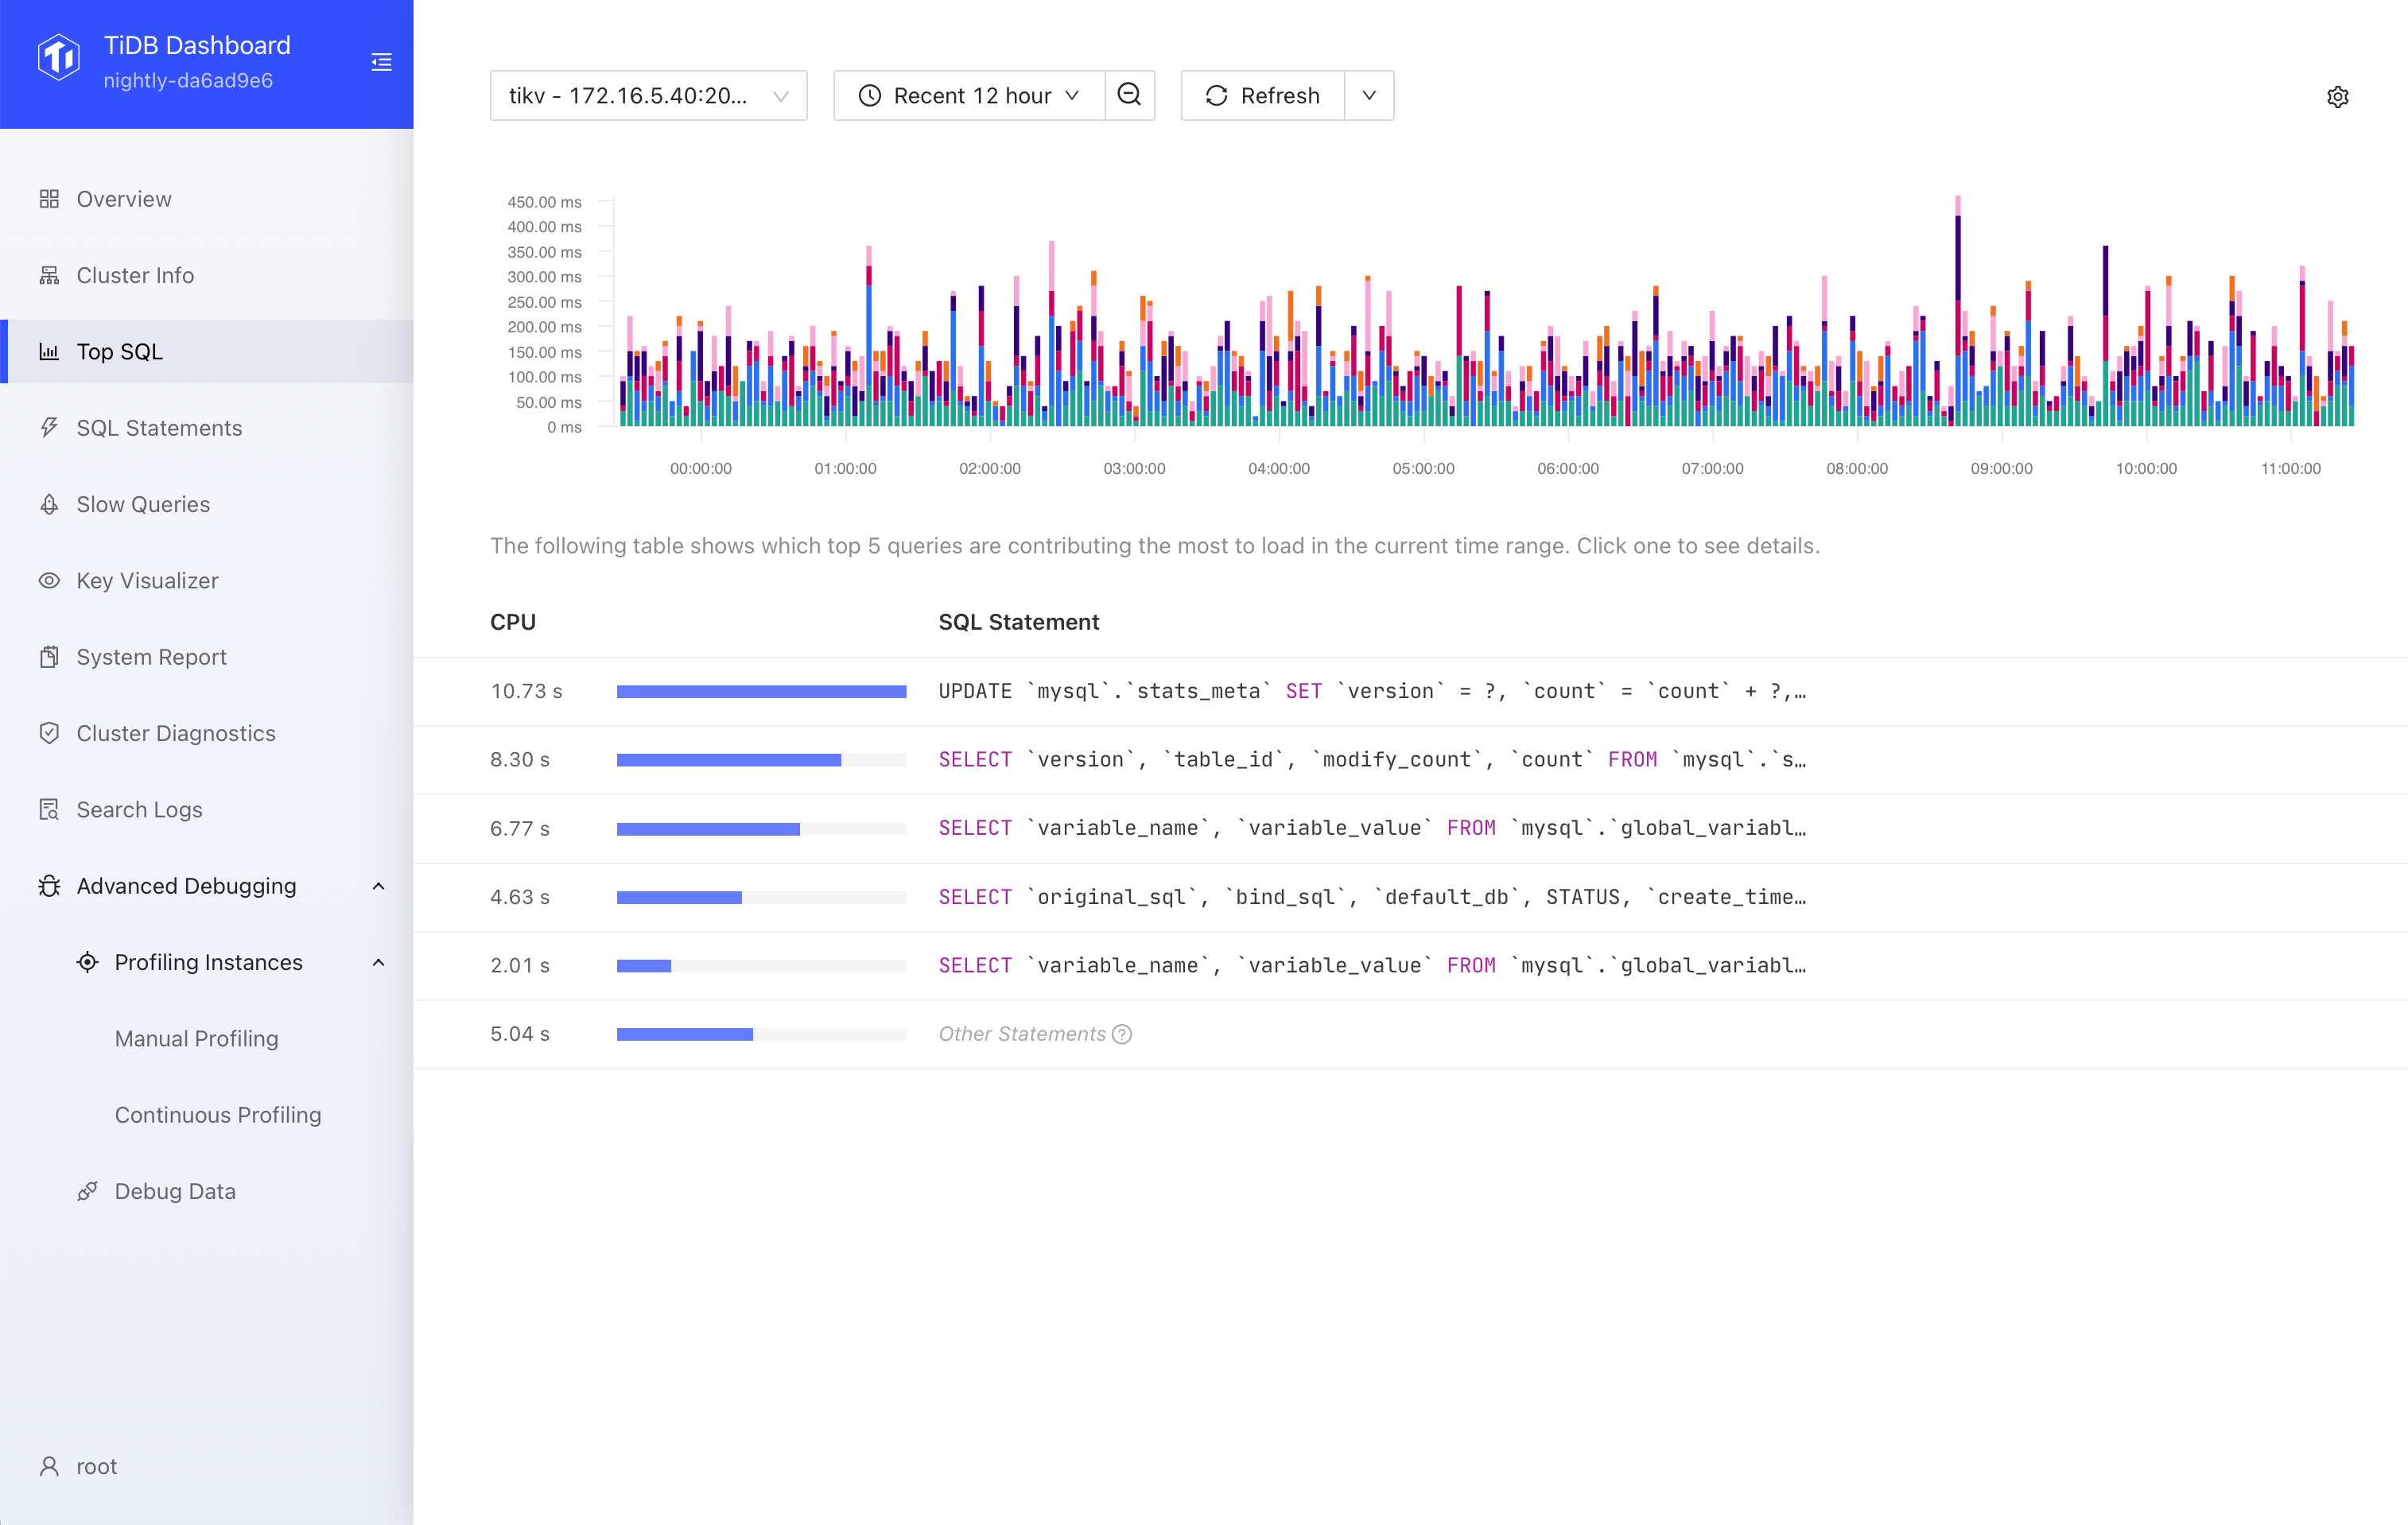 TiDB Dashboard
nightly-da6ad9e6
Overview
Cluster Info
Top SQL
SQL Statements
Slow Queries
Key Visualizer
System Report
Cluster Diagnostics
Search Logs
Advanced Debugging
Profiling Instances
Manual Profiling
Continuous Profiling
Debug Data
root
tikv - 172.16.5.40:20...
Recent 12 hour
Refresh
450.00 ms
400.00 ms
350.00 ms
300.00 ms
250.00 ms
200.00 ms
150.00 ms
100.00 ms
50.00 ms
0 ms
00:00:00 01:00:00 02:00:00 03:00:00 04:00:00 05:00:00 06:00:00 07:00:00 08:00:00 09:00:00 10:00:00 11:00:00
The following table shows which top 5 queries are contributing the most to load in the current time range. Click one to see details.
CPU SQL Statement
10.73 s UPDATE `mysql`.`stats_meta` SET `version` = ?, `count` = `count` + ?,…
8.30 s SELECT `version`, `table_id`, `modify_count`, `count` FROM `mysql`.`s…
6.77 s SELECT `variable_name`, `variable_value` FROM `mysql`.`global_variabl…
4.63 s SELECT `original_sql`, `bind_sql`, `default_db`, STATUS, `create_time…
2.01 s SELECT `variable_name`, `variable_value` FROM `mysql`.`global_variabl…
5.04 s Other Statements